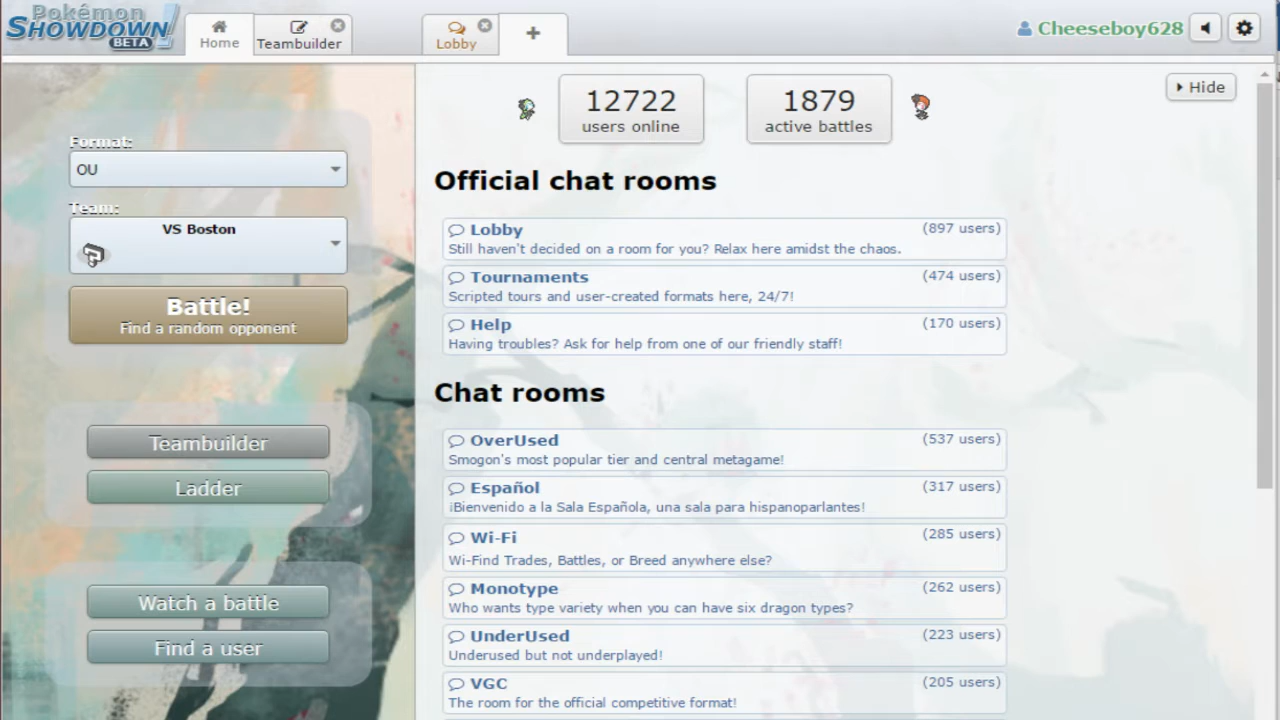 Pokémon
SHOWDOWN!
BETA
Home
Teambuilder
Lobby
+
Cheeseboy628
Format:
OU
Team:
VS Boston
Battle!
Find a random opponent
Teambuilder
Ladder
Watch a battle
Find a user
12722
users online
1879
active battles
Hide
Official chat rooms
Lobby (897 users)
Still haven't decided on a room for you? Relax here amidst the chaos.
Tournaments (474 users)
Scripted tours and user-created formats here, 24/7!
Help (170 users)
Having troubles? Ask for help from one of our friendly staff!
Chat rooms
OverUsed (537 users)
Smogon's most popular tier and central metagame!
Español (317 users)
¡Bienvenido a la Sala Española, una sala para hispanoparlantes!
Wi-Fi (285 users)
Wi-Find Trades, Battles, or Breed anywhere else?
Monotype (262 users)
Who wants type variety when you can have six dragon types?
UnderUsed (223 users)
Underused but not underplayed!
VGC (205 users)
The room for the official competitive format!